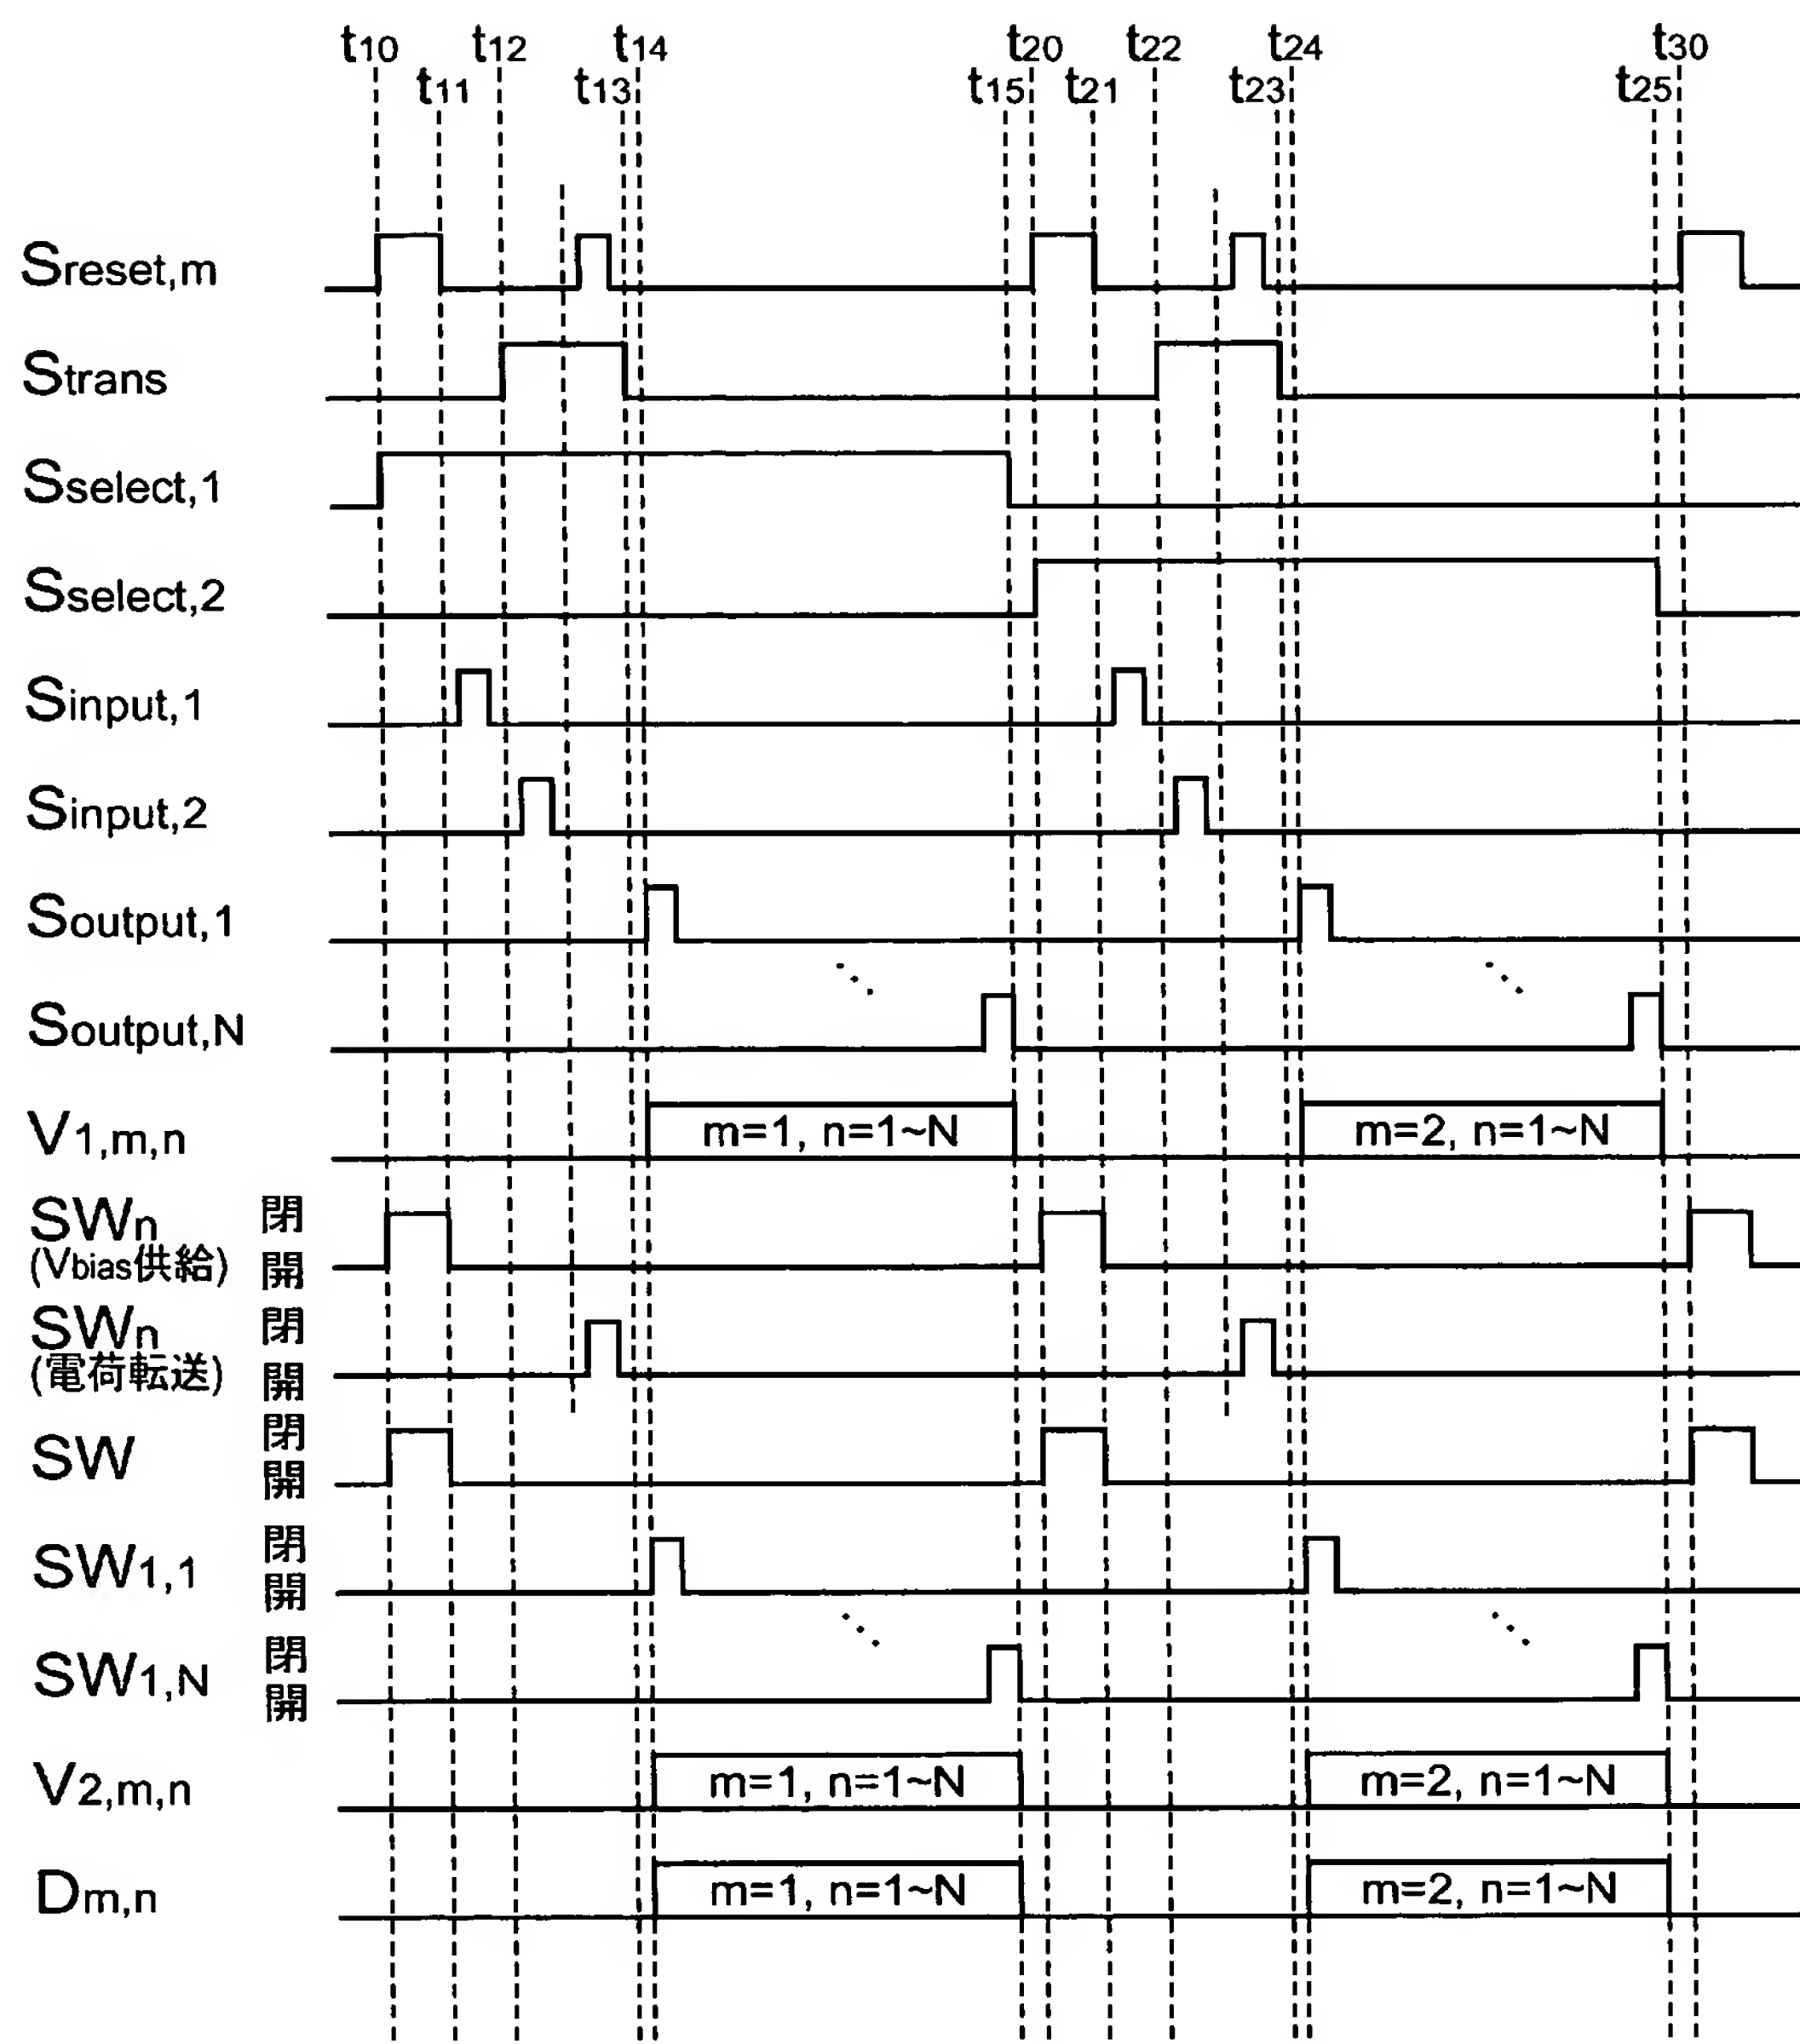 t10 t12 t14 t20 t22 t24 t30
t11 t13 t15 t21 t23 t25
Sreset,m
Strans
Sselect,1
Sselect,2
Sinput,1
Sinput,2
Soutput,1
Soutput,N
V1,m,n m=1, n=1~N m=2, n=1~N
SWn 閉
(Vbias供給) 開
SWn 閉
(電荷転送) 開
閉
SW
開
閉
SW1,1
開
閉
SW1,N
開
V2,m,n m=1, n=1~N m=2, n=1~N
Dm,n m=1, n=1~N m=2, n=1~N